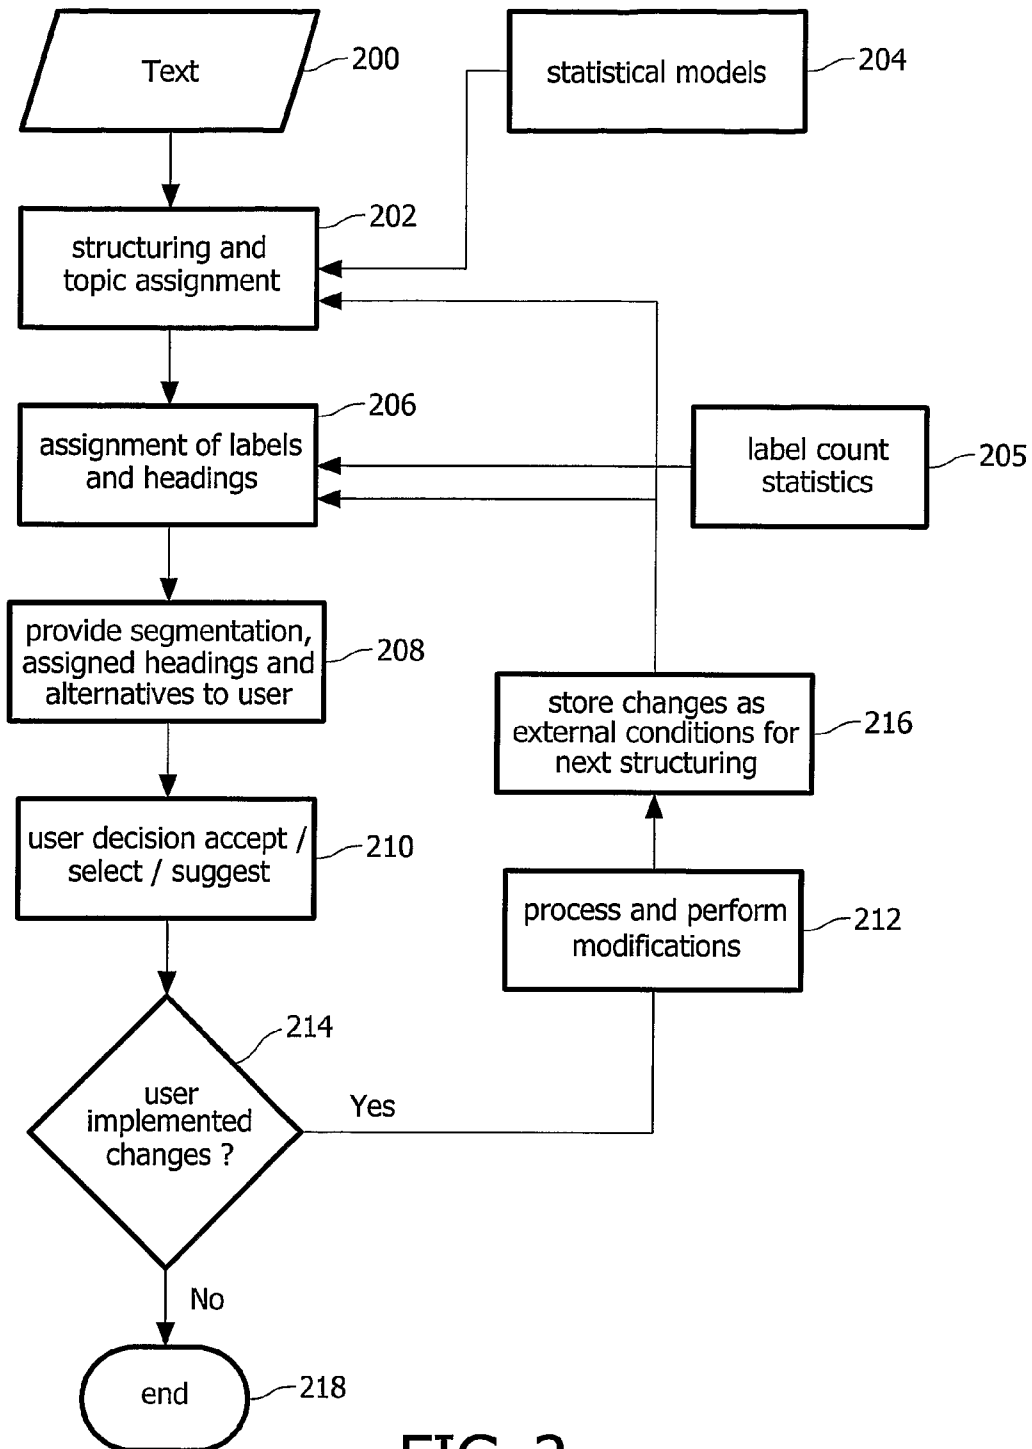 Text
200
statistical models
204
structuring and
topic assignment
202
assignment of labels
and headings
206
label count
statistics
205
provide segmentation,
assigned headings and
alternatives to user
208
store changes as
external conditions for
next structuring
216
user decision accept /
select / suggest
210
process and perform
modifications
212
214
user
implemented
changes ?
Yes
No
end
218